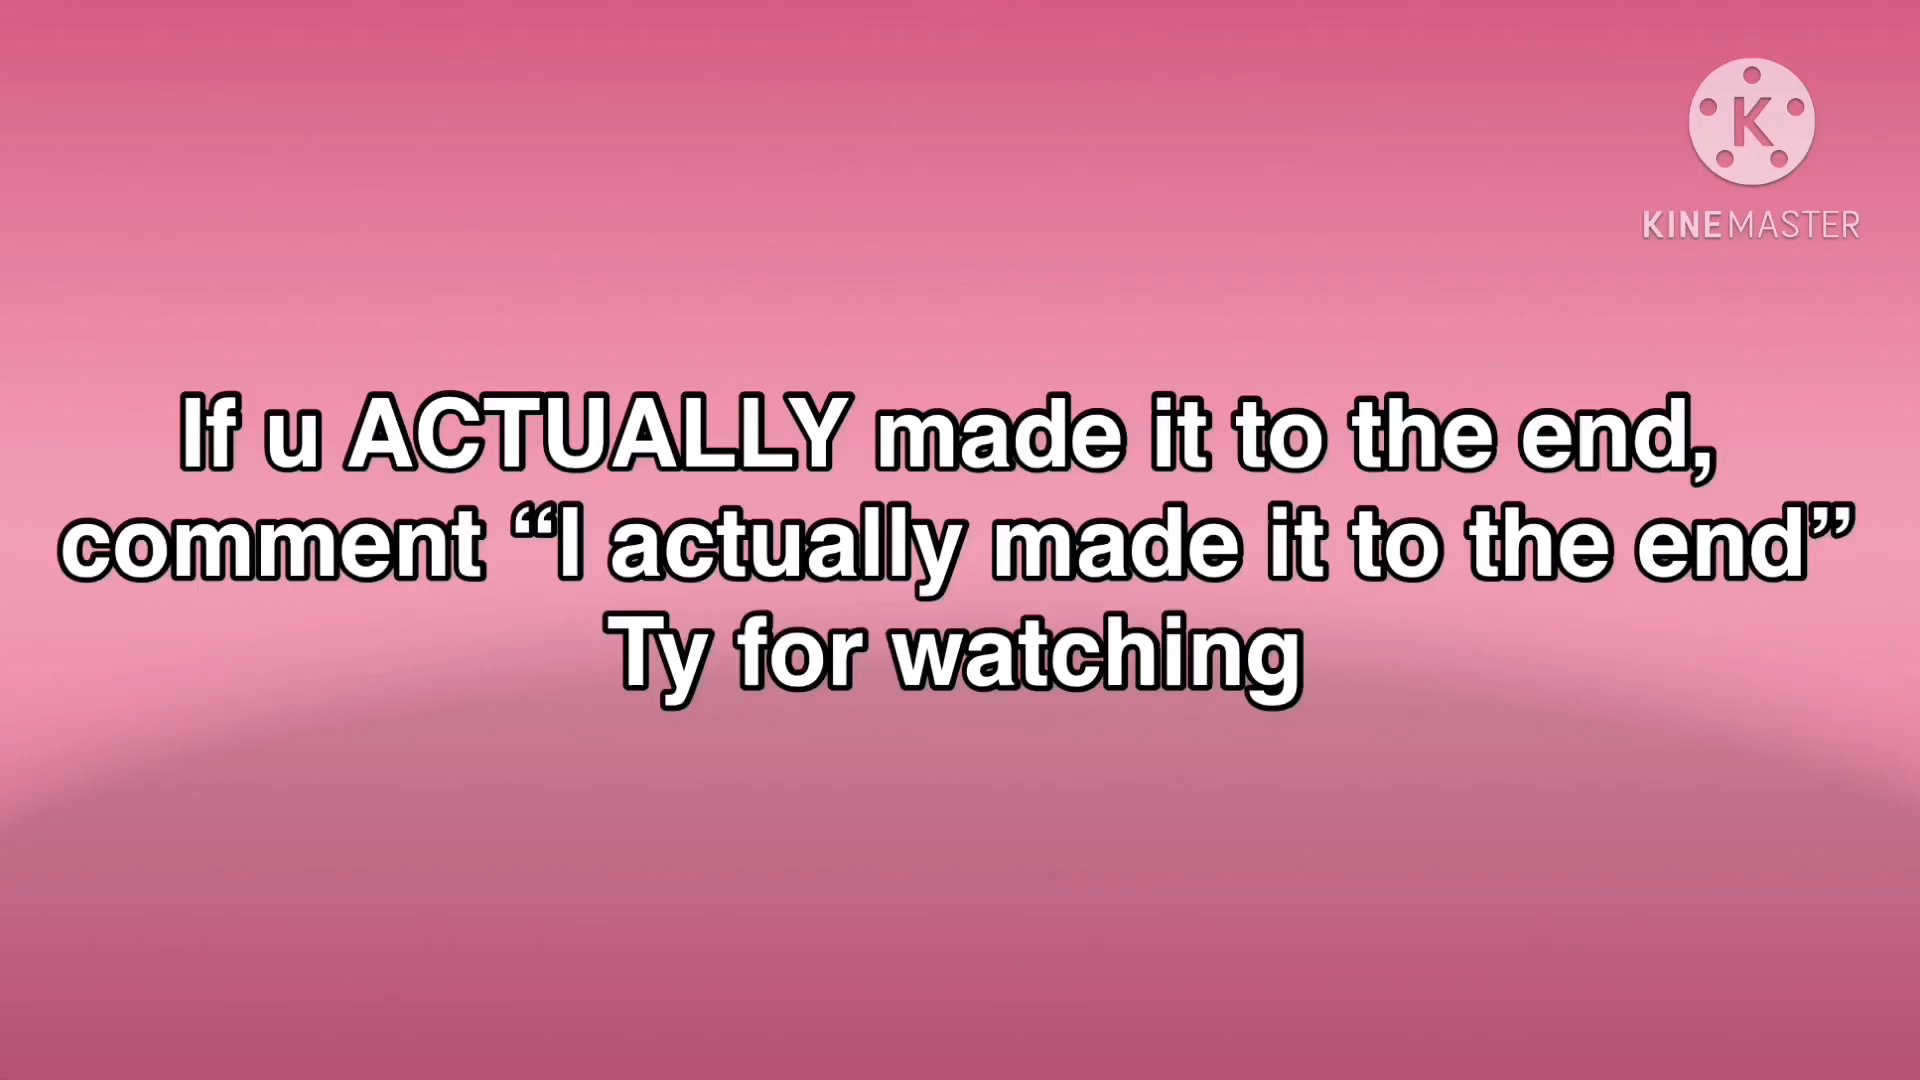 K
KINEMASTER
If u ACTUALLY made it to the end,
comment “I actually made it to the end”
Ty for watching